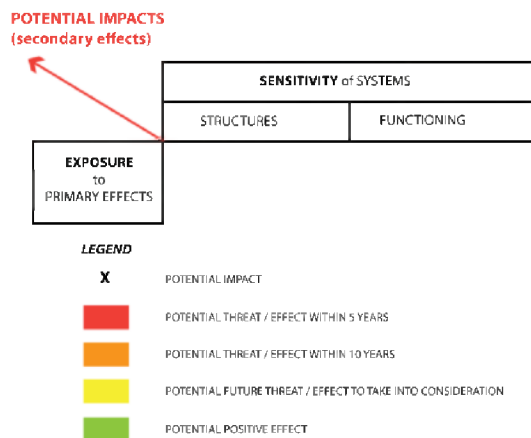 POTENTIAL IMPACTS
(secondary effects)
SENSITIVITY of SYSTEMS
STRUCTURES
FUNCTIONING
EXPOSURE
to
PRIMARY EFFECTS
LEGEND
X
POTENTIAL IMPACT
POTENTIAL THREAT / EFFECT WITHIN 5 YEARS
POTENTIAL THREAT / EFFECT WITHIN 10 YEARS
POTENTIAL FUTURE THREAT / EFFECT TO TAKE INTO CONSIDERATION
POTENTIAL POSITIVE EFFECT